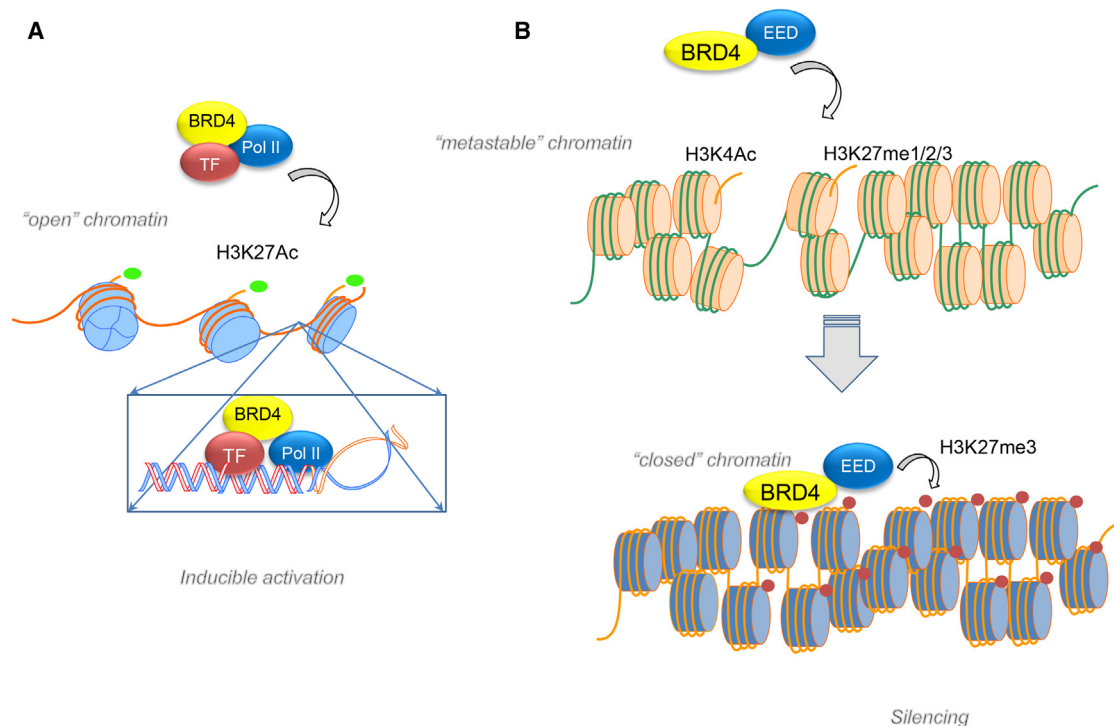 A
BRD4
Pol II
TF
“open” chromatin
H3K27Ac
BRD4
TF
Pol II
Inducible activation
B
EED
BRD4
“metastable” chromatin
H3K4Ac
H3K27me1/2/3
H3K27me3
“closed” chromatin
EED
BRD4
Silencing